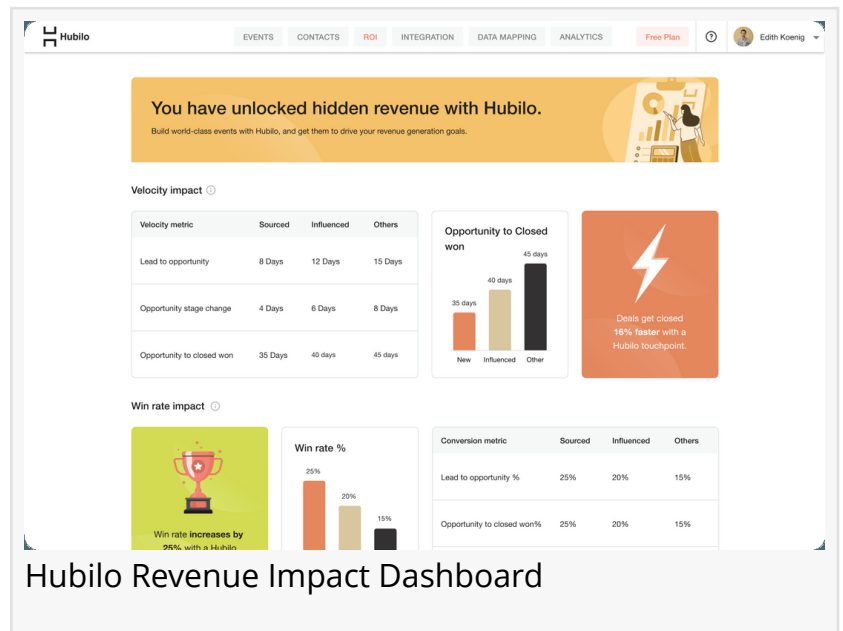 Hubilo
EVENTS CONTACTS ROI INTEGRATION DATA MAPPING ANALYTICS Free Plan ? Edith Koenig
You have unlocked hidden revenue with Hubilo.
Build world-class events with Hubilo, and get them to drive your revenue generation goals.
Velocity impact
Velocity metric Sourced Influenced Others
Lead to opportunity 8 Days 12 Days 15 Days
Opportunity stage change 4 Days 6 Days 8 Days
Opportunity to closed won 35 Days 40 days 45 days
Opportunity to Closed
won
45 days
40 days
35 days
New Influenced Other
Deals get closed
16% faster with a
Hubilo touchpoint.
Win rate impact
Win rate increases by
25% with a Hubilo
Win rate %
25%
20%
15%
Conversion metric Sourced Influenced Others
Lead to opportunity % 25% 20% 15%
Opportunity to closed won% 25% 20% 15%
Hubilo Revenue Impact Dashboard